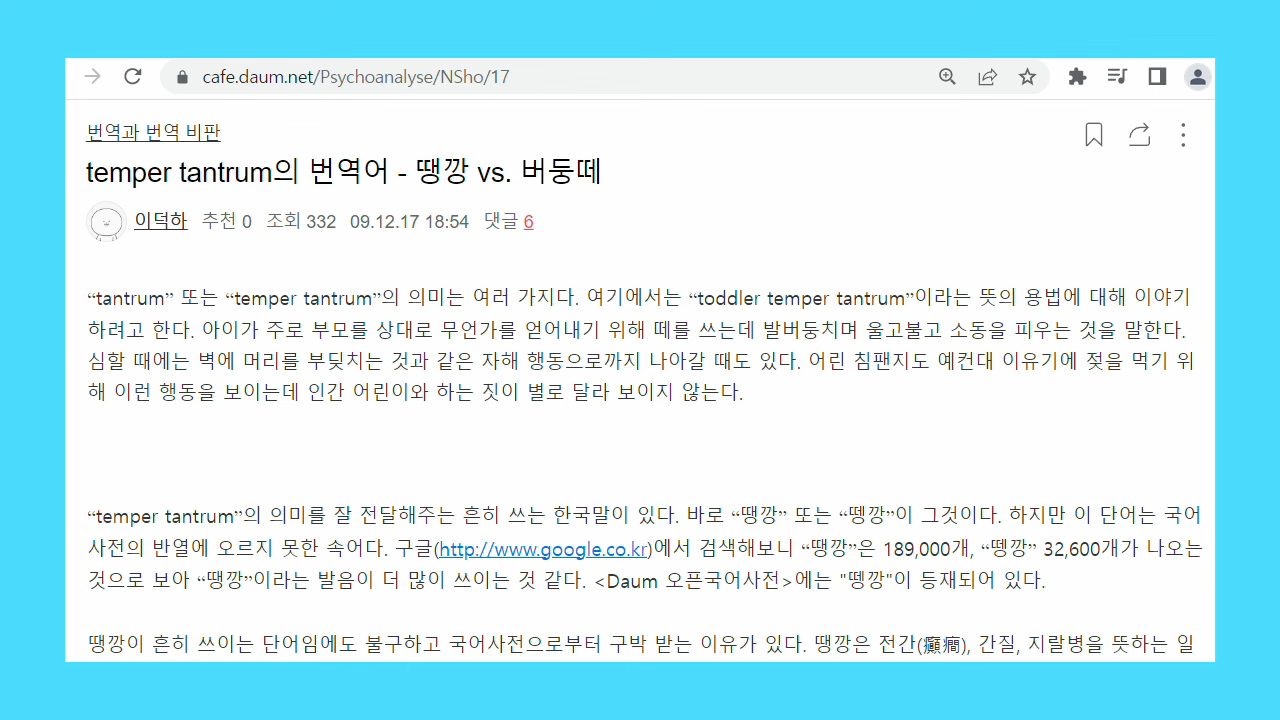 cafe.daum.net/Psychoanalyse/NSho/17
번역과 번역 비판
temper tantrum의 번역어 - 땡깡 vs. 버둥떼
이덕하 추천 0 조회 332 09.12.17 18:54 댓글 6
“tantrum” 또는 “temper tantrum”의 의미는 여러 가지다. 여기에서는 “toddler temper tantrum”이라는 뜻의 용법에 대해 이야기
하려고 한다. 아이가 주로 부모를 상대로 무언가를 얻어내기 위해 떼를 쓰는데 발버둥치며 울고불고 소동을 피우는 것을 말한다.
심할 때에는 벽에 머리를 부딪치는 것과 같은 자해 행동으로까지 나아갈 때도 있다. 어린 침팬지도 예컨대 이유기에 젖을 먹기 위
해 이런 행동을 보이는데 인간 어린이와 하는 짓이 별로 달라 보이지 않는다.
“temper tantrum”의 의미를 잘 전달해주는 흔히 쓰는 한국말이 있다. 바로 “땡깡” 또는 “뗑깡”이 그것이다. 하지만 이 단어는 국어
사전의 반열에 오르지 못한 속어다. 구글(http://www.google.co.kr)에서 검색해보니 “땡깡”은 189,000개, “뗑깡” 32,600개가 나오는
것으로 보아 “땡깡”이라는 발음이 더 많이 쓰이는 것 같다. <Daum 오픈국어사전>에는 "뗑깡"이 등재되어 있다.
땡깡이 흔히 쓰이는 단어임에도 불구하고 국어사전으로부터 구박 받는 이유가 있다. 땡깡은 전간(癲癎), 간질, 지랄병을 뜻하는 일